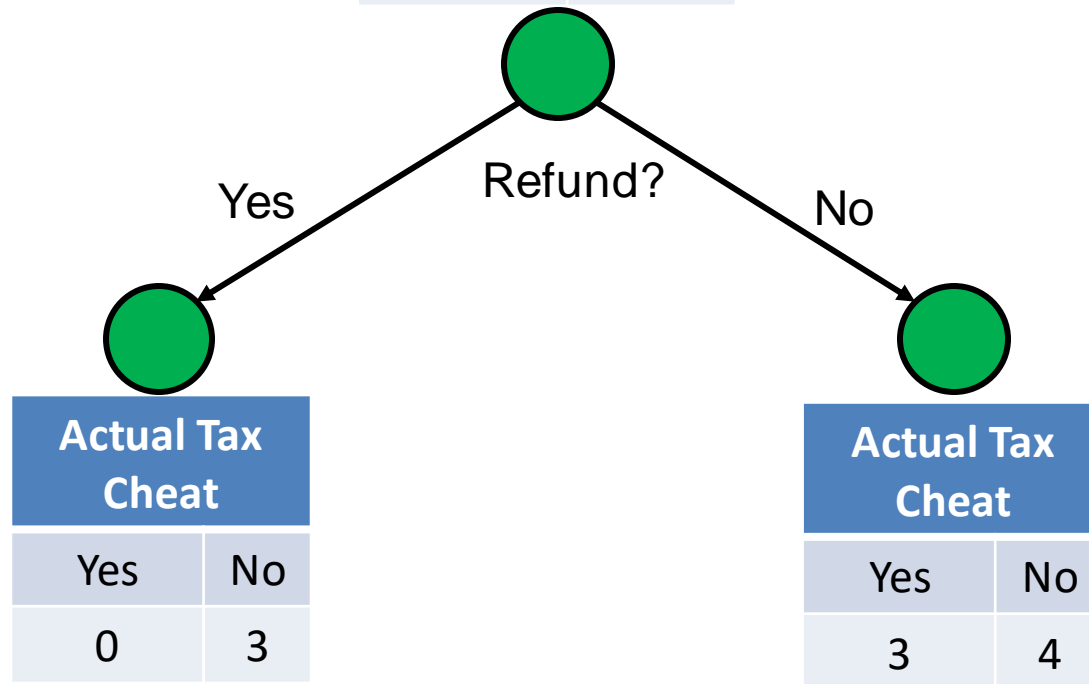 Refund?
Yes
No
Actual Tax
Cheat
Yes No
0 3
Actual Tax
Cheat
Yes No
3 4